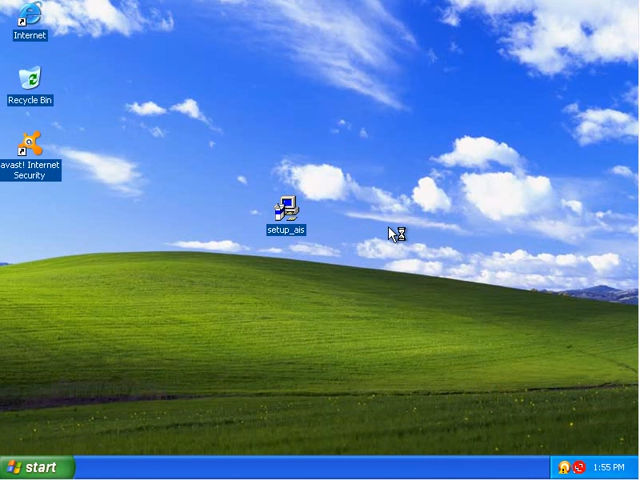 Internet
Recycle Bin
avast! Internet
Security
setup_ais
start
1:55 PM